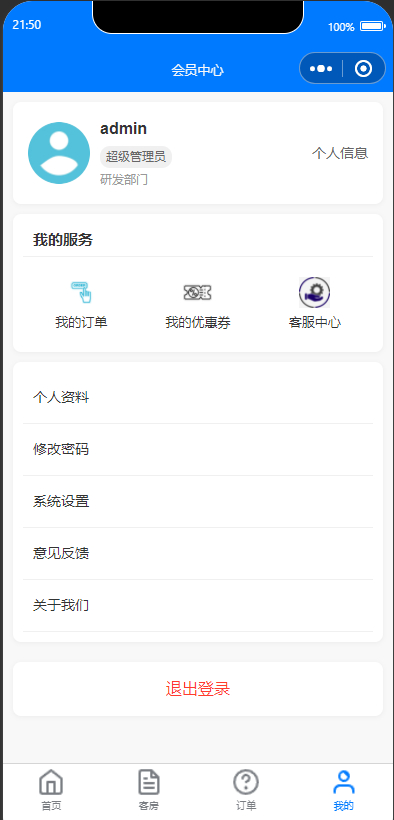 21:50
100%
会员中心
admin
超级管理员
个人信息
研发部门
我的服务
我的订单
我的优惠券
客服中心
个人资料
修改密码
系统设置
意见反馈
关于我们
退出登录
首页
客房
订单
我的